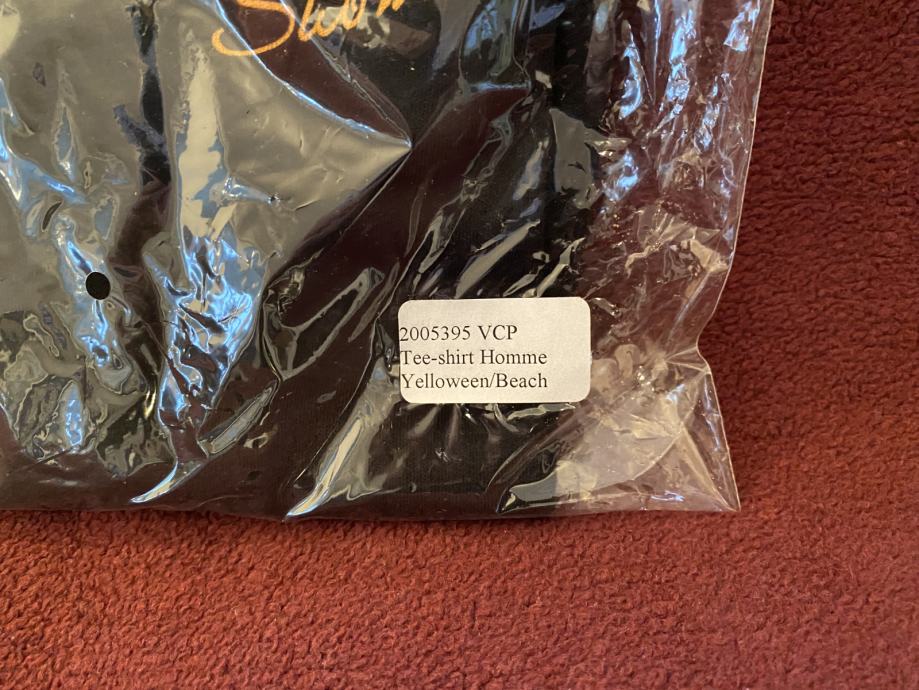 2005395 VCP
Tee-shirt Homme
Yelloween/Beach